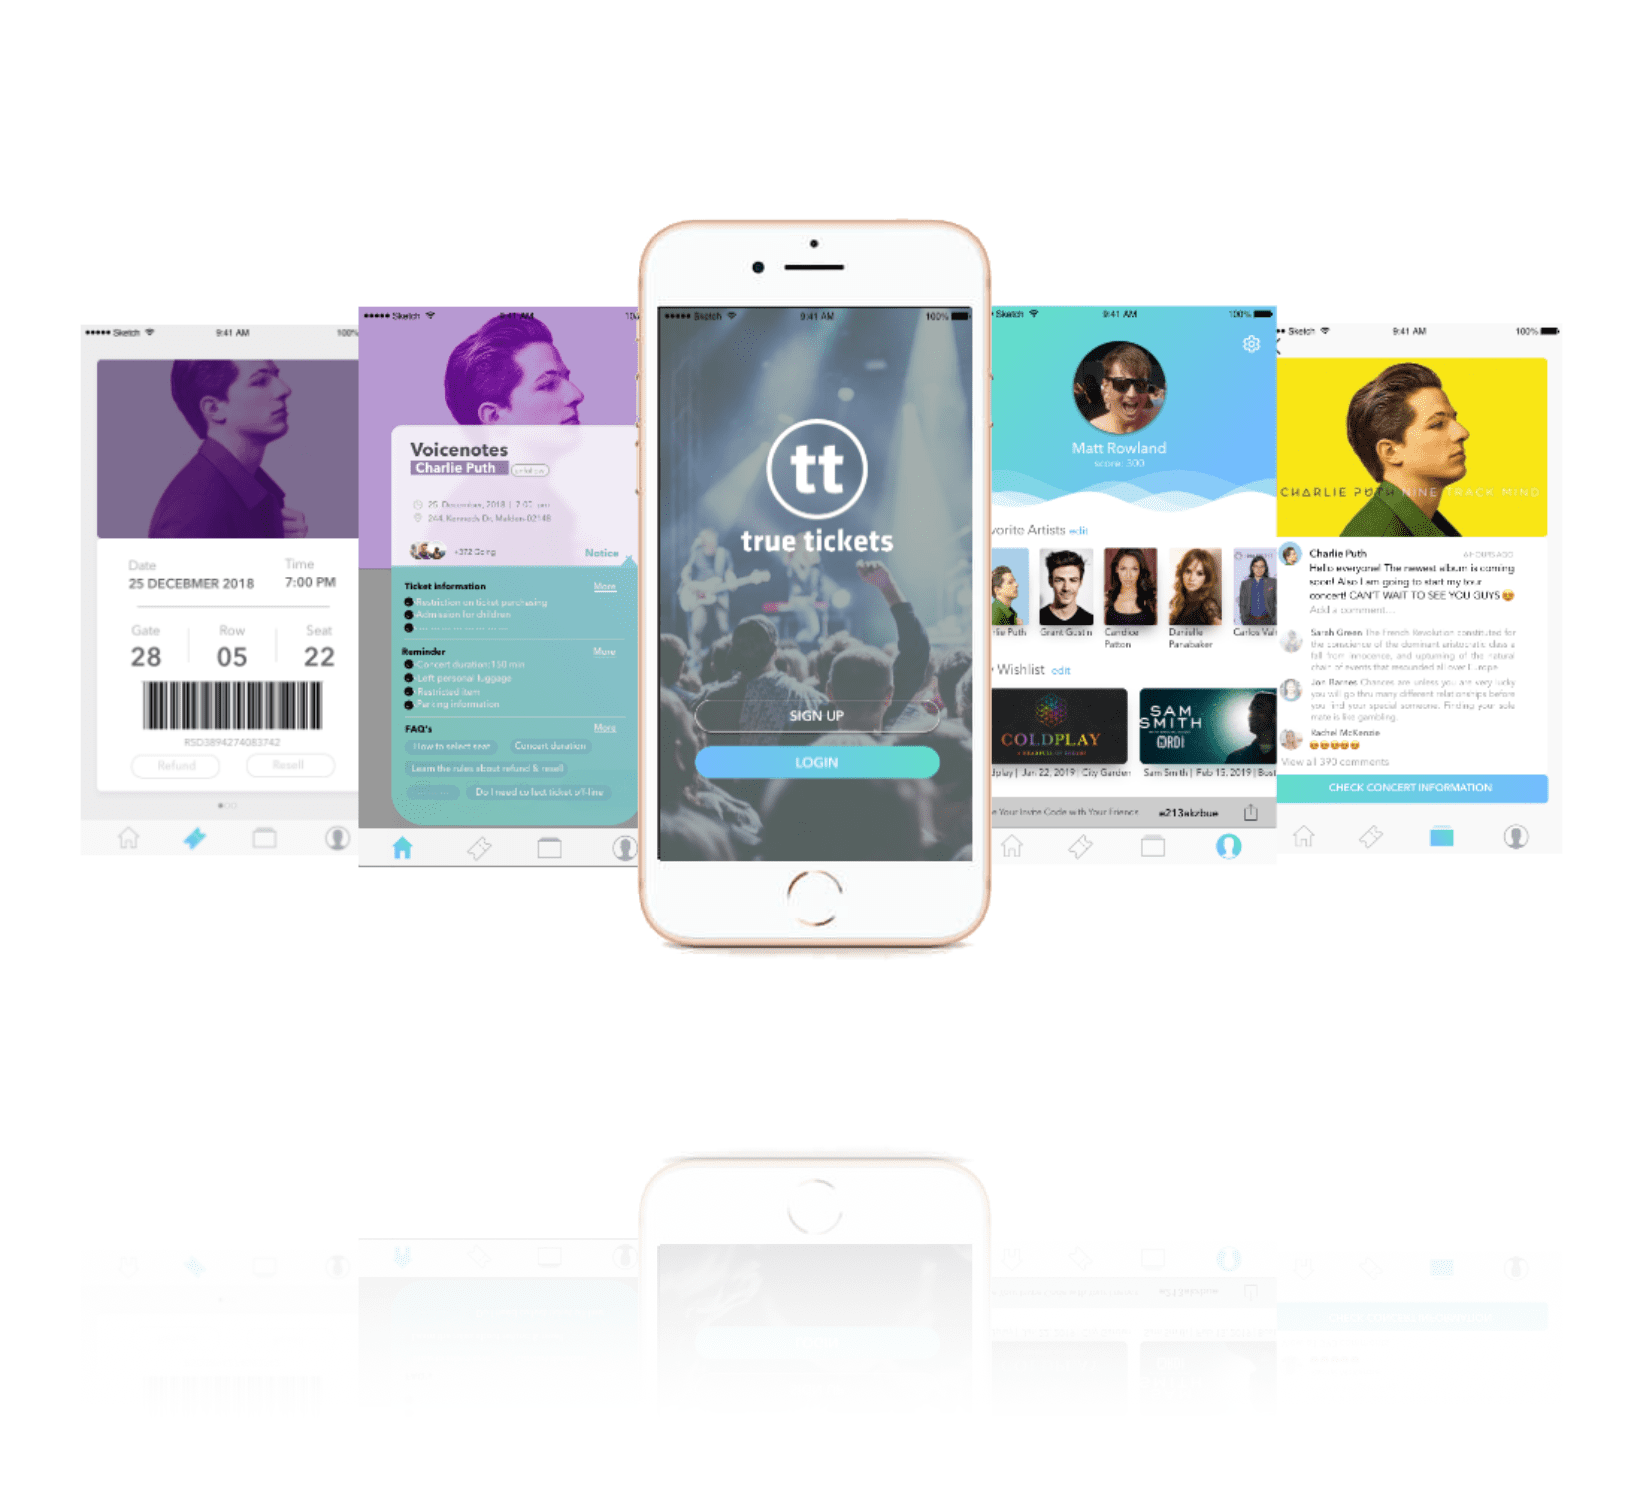 Sketch 9:41 AM 100%
Date
25 DECEBMER 2018
Time
7:00 PM
Gate
28
Row
05
Seat
22
RSD3894274083742
Refund
Resell
Sketch AM
Voicenotes
Charlie Puth
25 December, 2018 | 7:00 pm
244 Kennedy Dr, Malden 02148
+372 Going
Notice
Ticket information More
Restriction on ticket purchasing
Admission for children
Reminder More
Concert duration: 150 min
Left personal luggage
Restricted item
Parking information
FAQ's More
How to select seat
Concert duration
Learn the rules about refund & resell
Do I need collect ticket off-line
Sketch 9:41 AM 100%
tt
true tickets
SIGN UP
LOGIN
Sketch 9:41 AM 100%
Matt Rowland
score: 300
vorite Artists edit
lie Puth
Grant Gustin
Candice
Patton
Danielle
Panabaker
Carlos Val
Wishlist edit
COLDPLAY
SAM
SMITH
dplay | Jan 22, 2019 | City Garden
Sam Smith | Feb 15, 2019 | Bost
e Your Invite Code with Your Friends
e213akzbue
Sketch 9:41 AM 100%
CHARLIE PUTH NINE TRACK MIND
Charlie Puth
Hello everyone! The newest album is coming
soon! Also I am going to start my tour
concert! CAN'T WAIT TO SEE YOU GUYS😍
Add a comment...
Sarah Green The French Revolution constituted for
the conscience of the dominant aristocratic class a
fall from innocence, and upturning of the natural
chain of events that resounded all over Europe
Jon Barnes Chances are unless you are very lucky
you will go thru many different relationships before
you find your special someone. Finding your sole
mate is like gambling.
Rachel McKenzie
😍😍😍😍😍
View all 390 comments
CHECK CONCERT INFORMATION